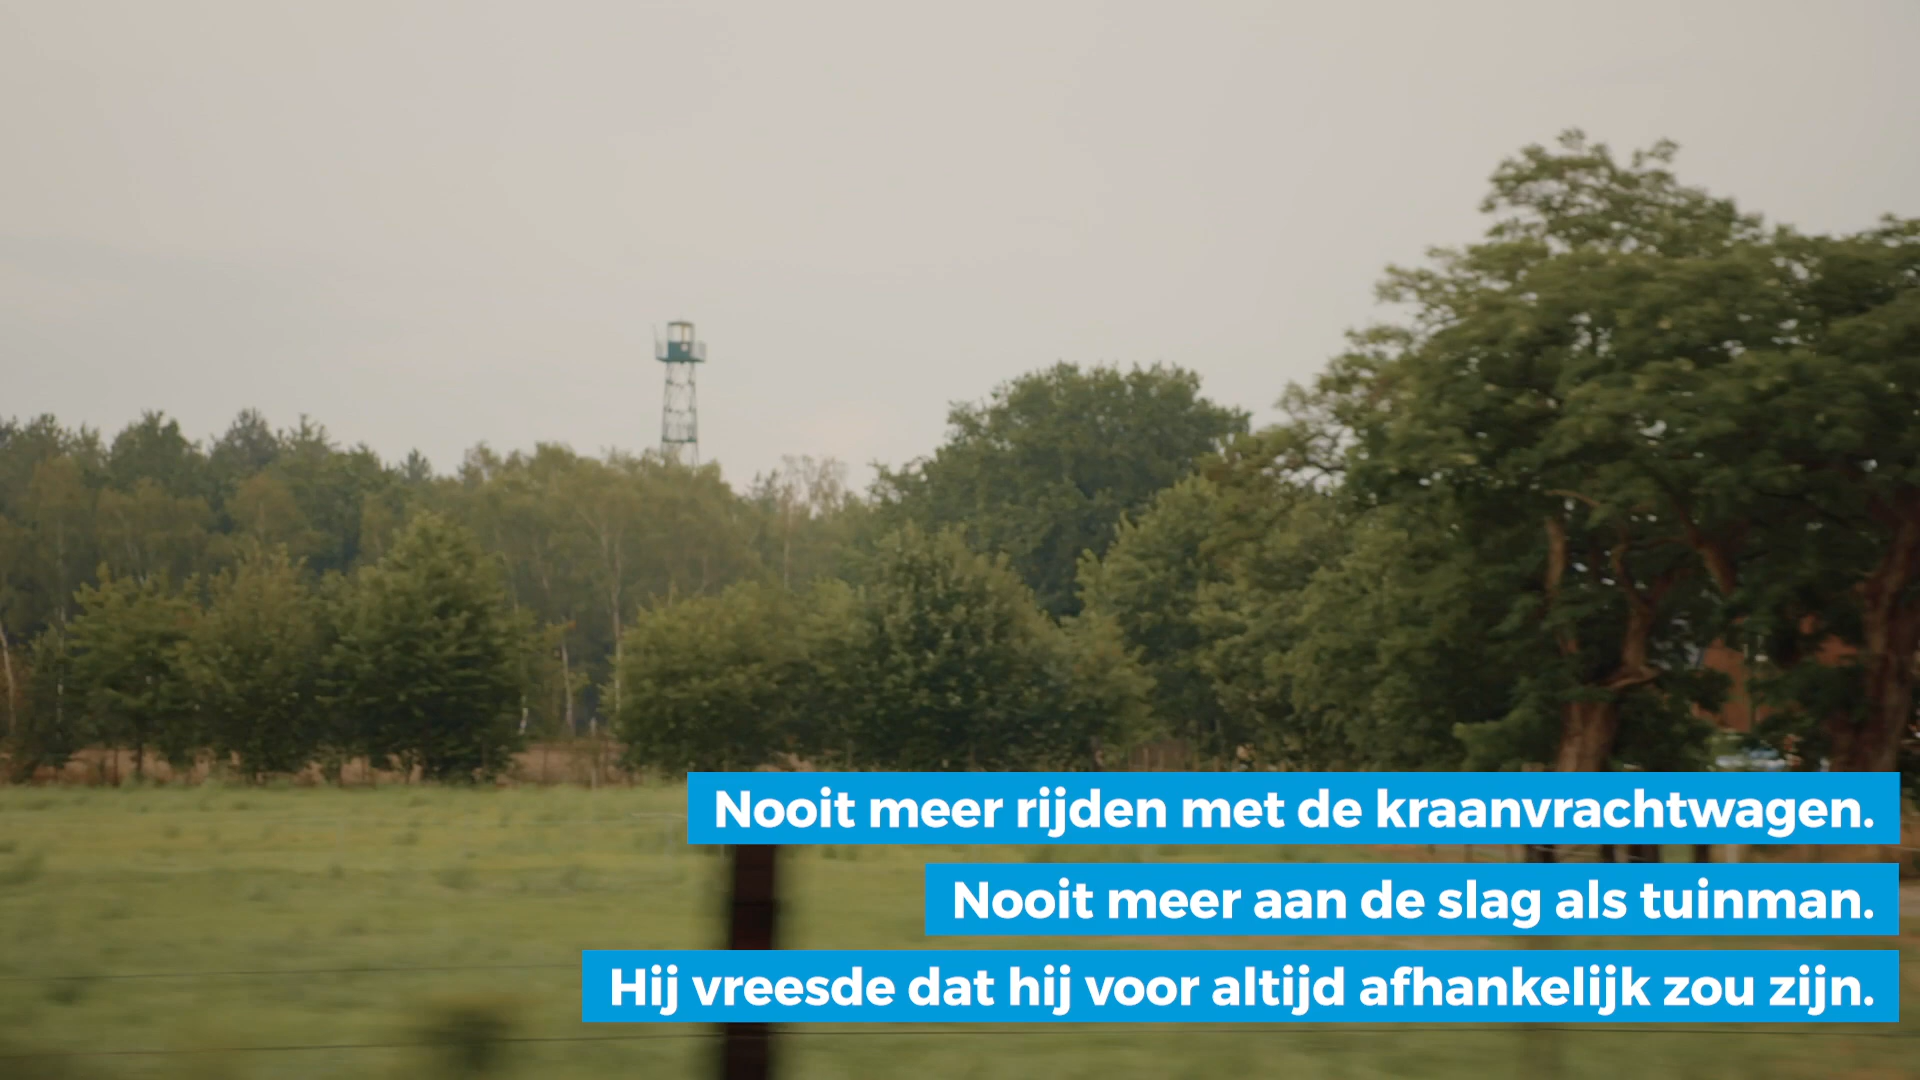 Nooit meer rijden met de kraanvrachtwagen.
Nooit meer aan de slag als tuinman.
Hij vreesde dat hij voor altijd afhankelijk zou zijn.